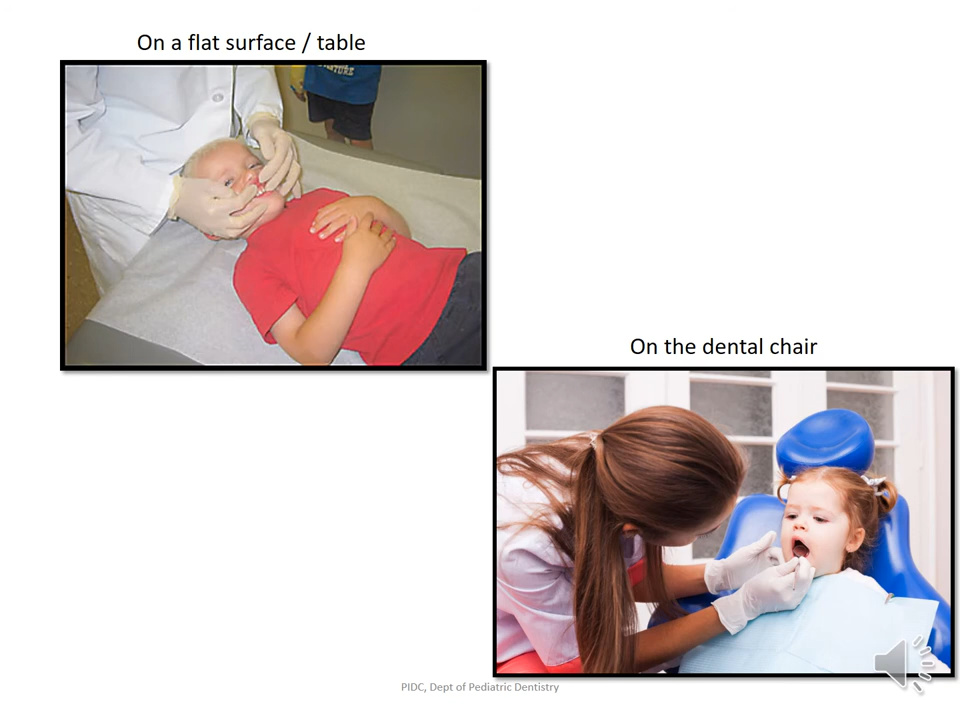 On a flat surface / table
On the dental chair
PIDC, Dept of Pediatric Dentistry